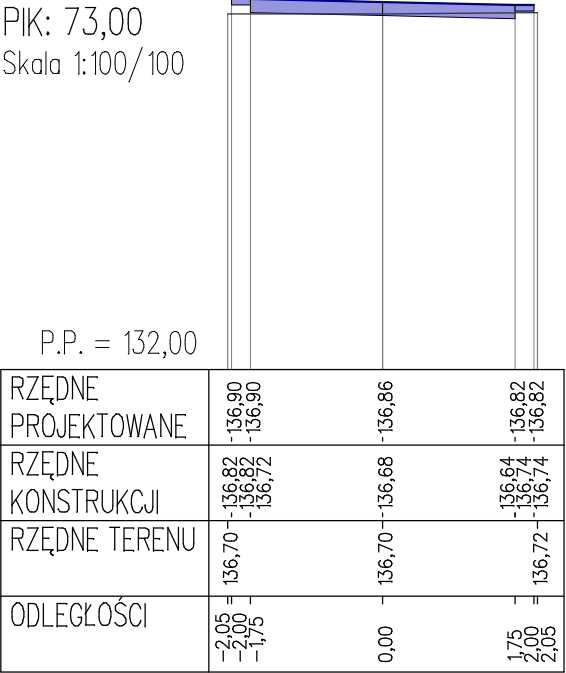 PIK: 73,00
Skala 1:100/100
P.P. = 132,00
RZĘDNE PROJEKTOWANE
136,90 136,90 136,86 136,82 136,82
RZĘDNE KONSTRUKCJI
136,82 136,82 136,72 136,68 136,64 136,74 136,74
RZĘDNE TERENU
136,70 136,70 136,72
ODLEGŁOŚCI
-2,05 -2,00 -1,75 0,00 1,75 2,00 2,05